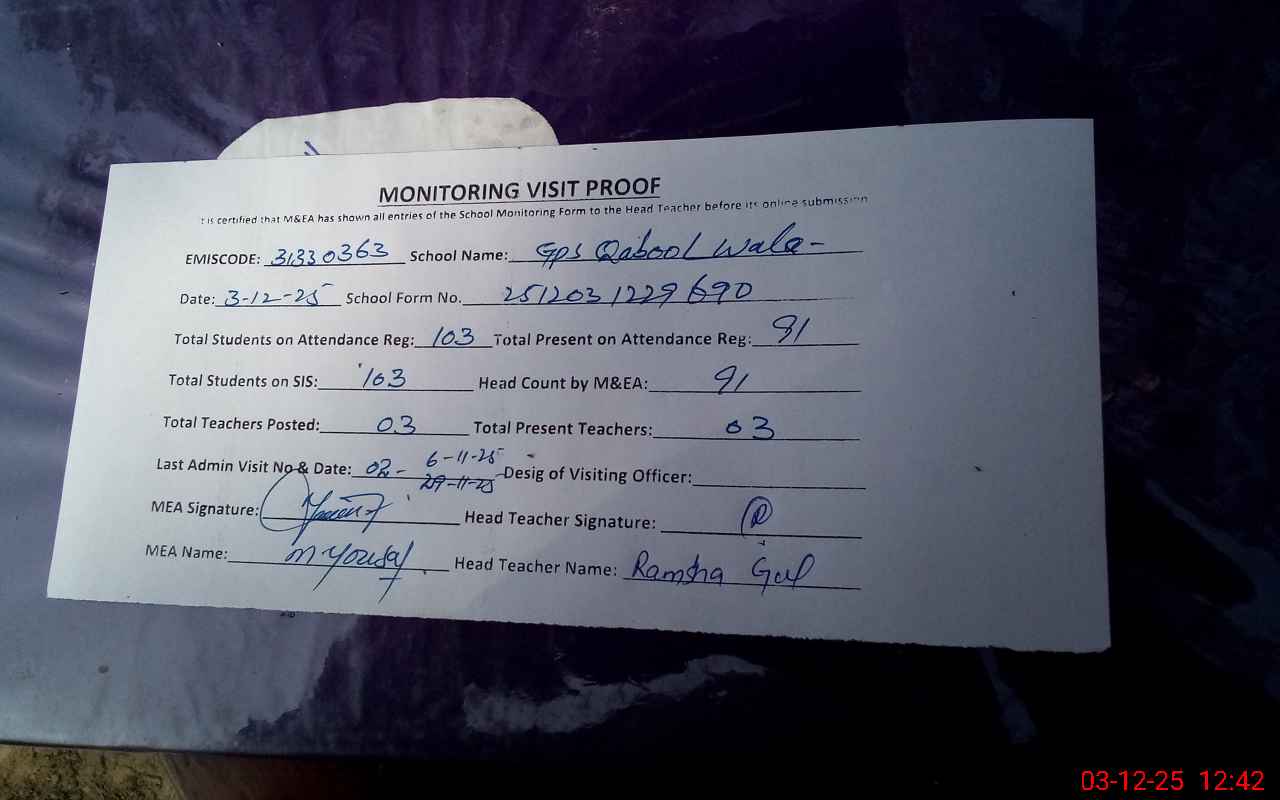 MONITORING VISIT PROOF
t is certified that M&EA has shown all entries of the School Monitoring Form to the Head Teacher before its online submission
EMISCODE: 31330363 School Name: GPS Qabool Wala -
Date: 3-12-25 School Form No. 251203 1229 690
Total Students on Attendance Reg: 103 Total Present on Attendance Reg: 91
Total Students on SIS: 103 Head Count by M&EA: 91
Total Teachers Posted: 03 Total Present Teachers: 03
Last Admin Visit No & Date: 02 - 6-11-25 29-11-25 Desig of Visiting Officer:
MEA Signature: Head Teacher Signature:
MEA Name: M Yousaf Head Teacher Name: Ramsha Gul
03-12-25 12:42